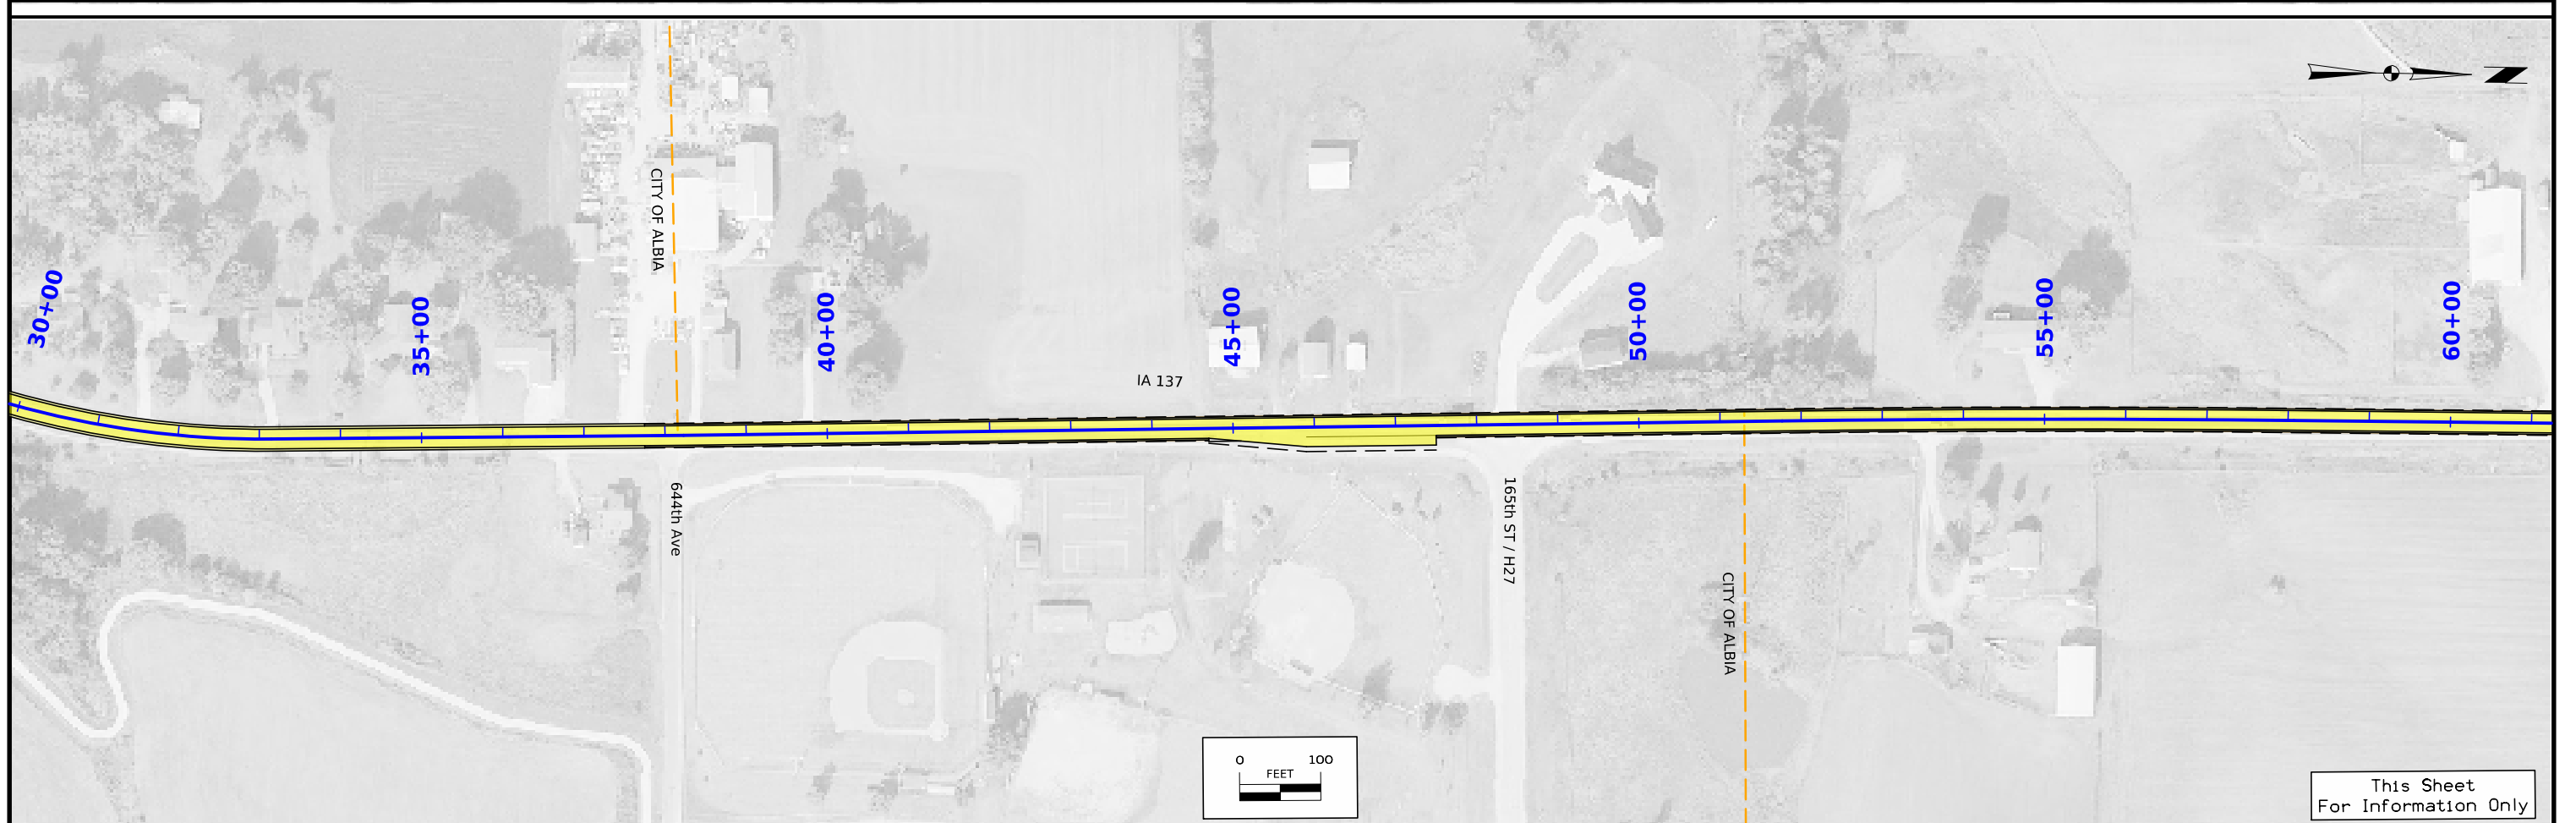 N
CITY OF ALBIA
30+00
35+00
40+00
45+00
50+00
55+00
60+00
IA 137
644th Ave
165th ST / H27
CITY OF ALBIA
0 100
FEET
This Sheet
For Information Only